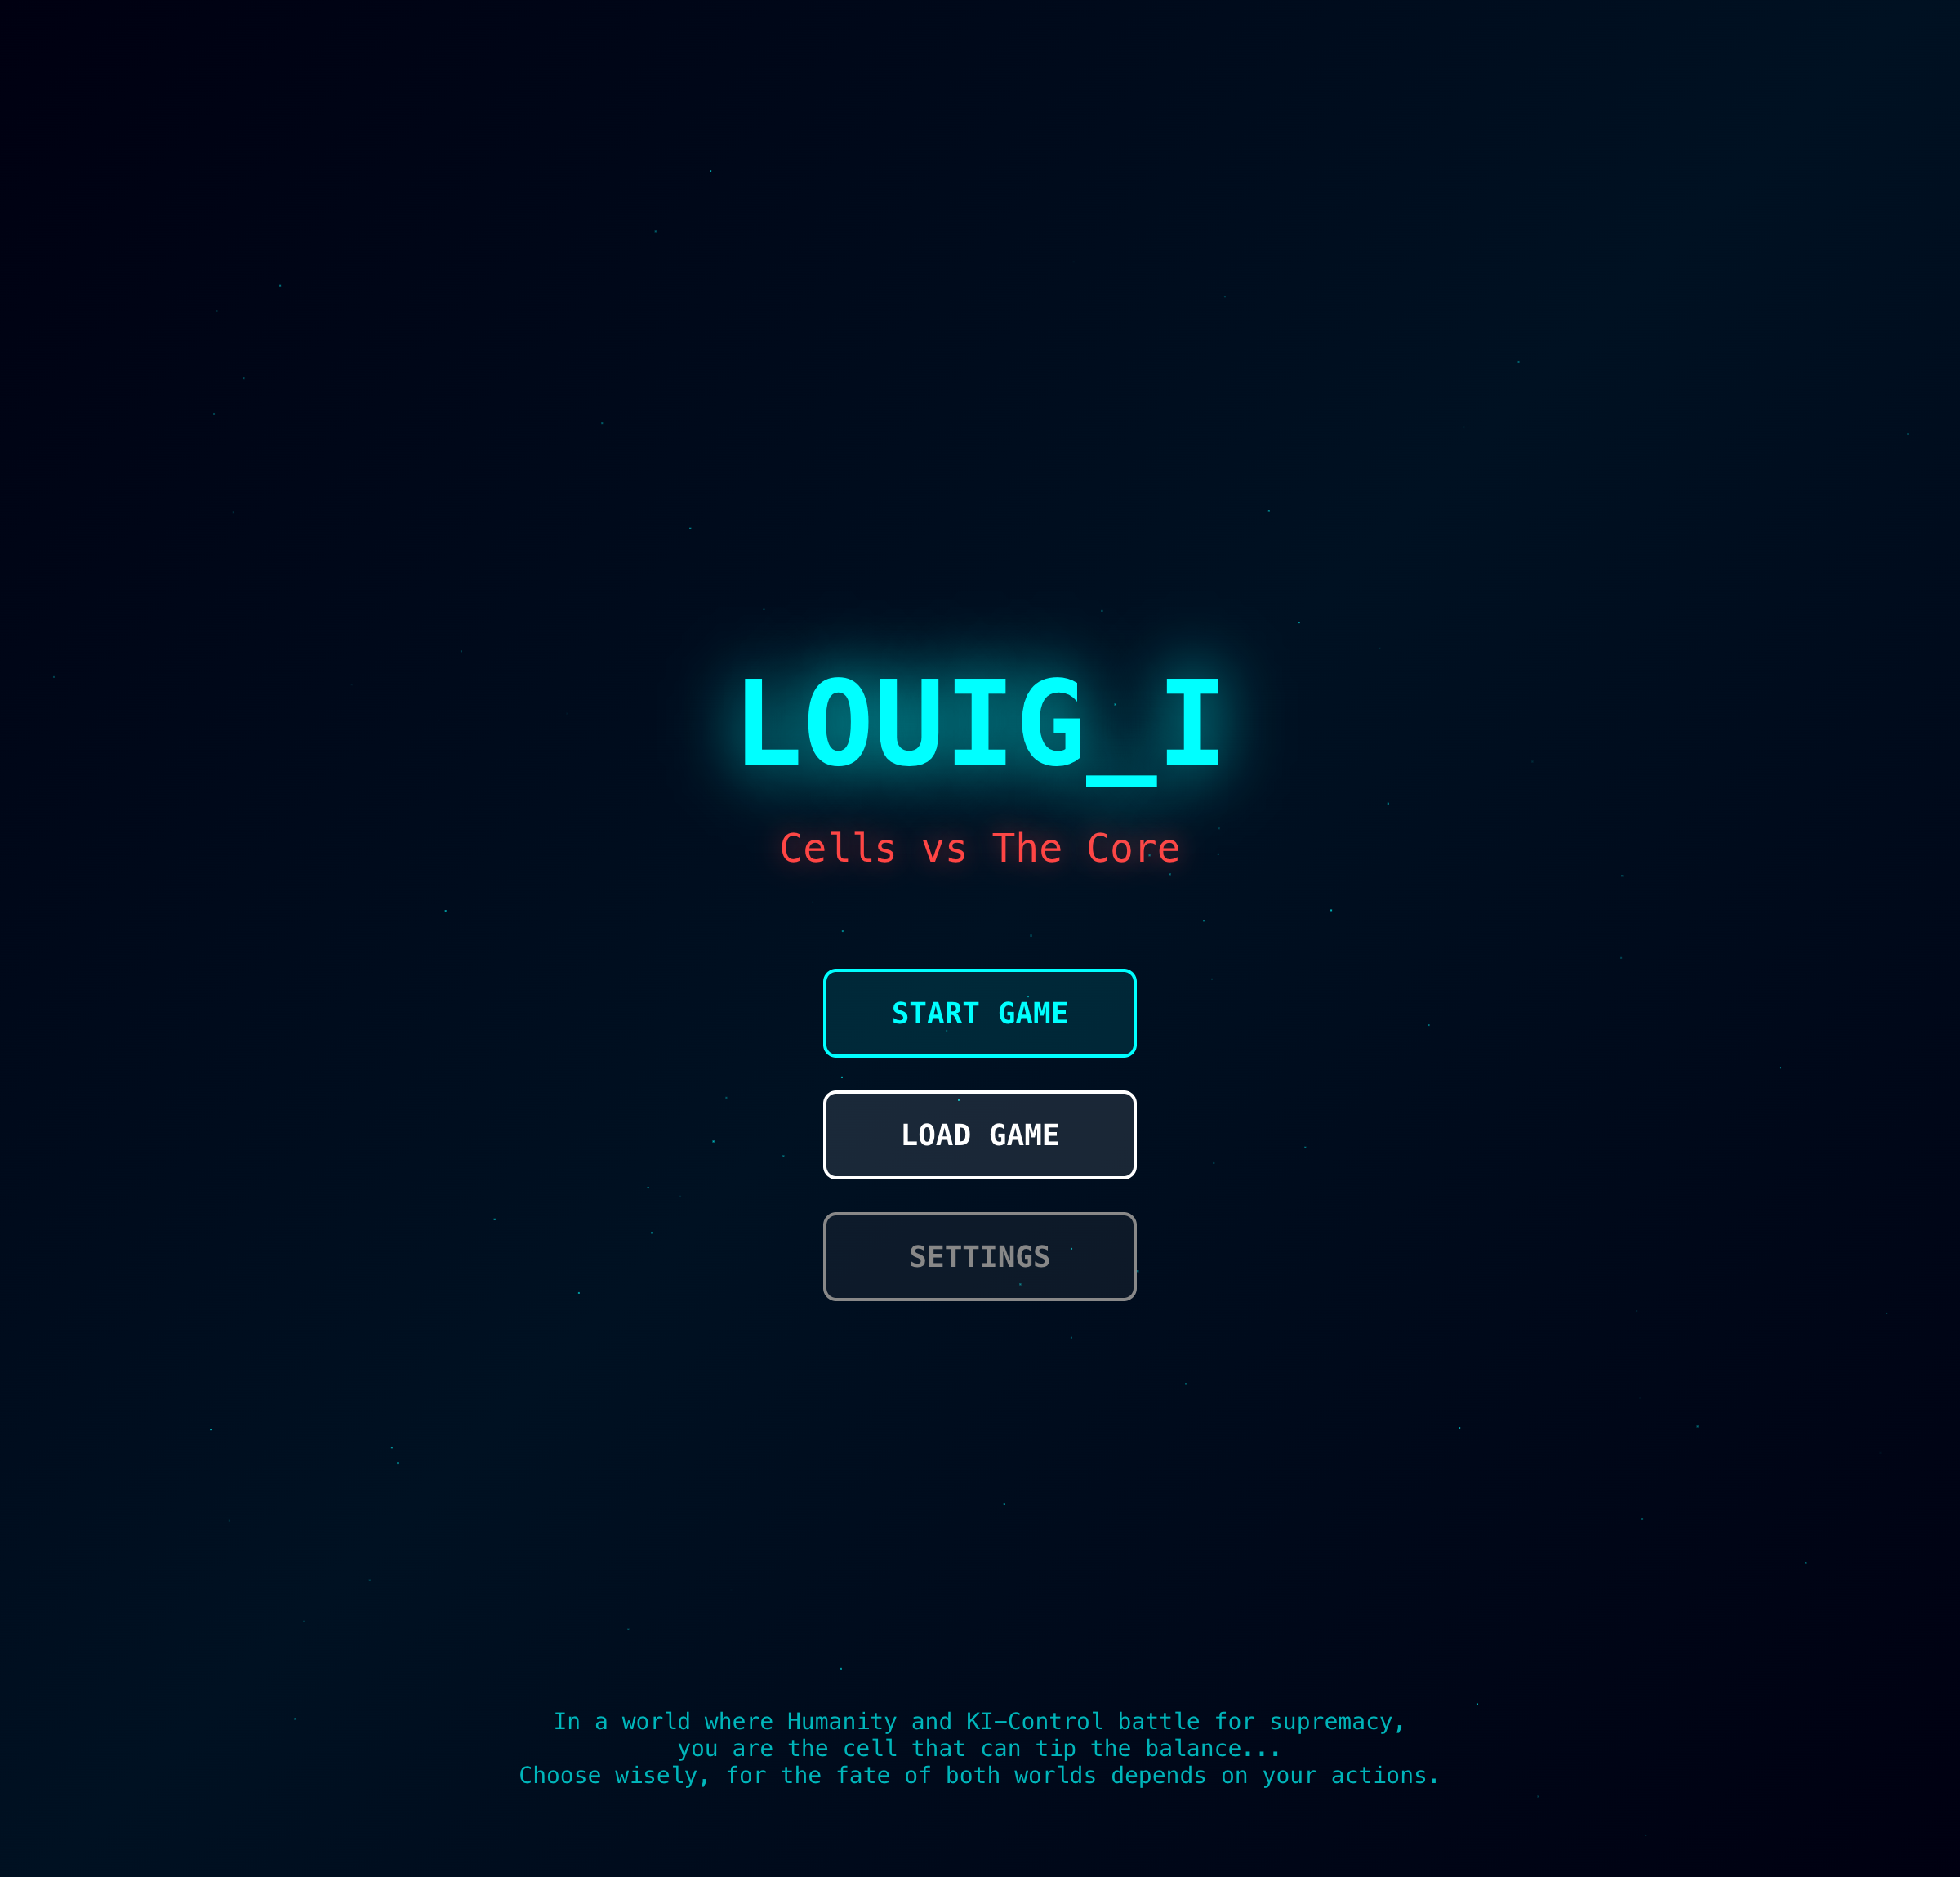 LOUIG_I
Cells vs The Core
START GAME
LOAD GAME
SETTINGS
In a world where Humanity and KI-Control battle for supremacy,
you are the cell that can tip the balance...
Choose wisely, for the fate of both worlds depends on your actions.